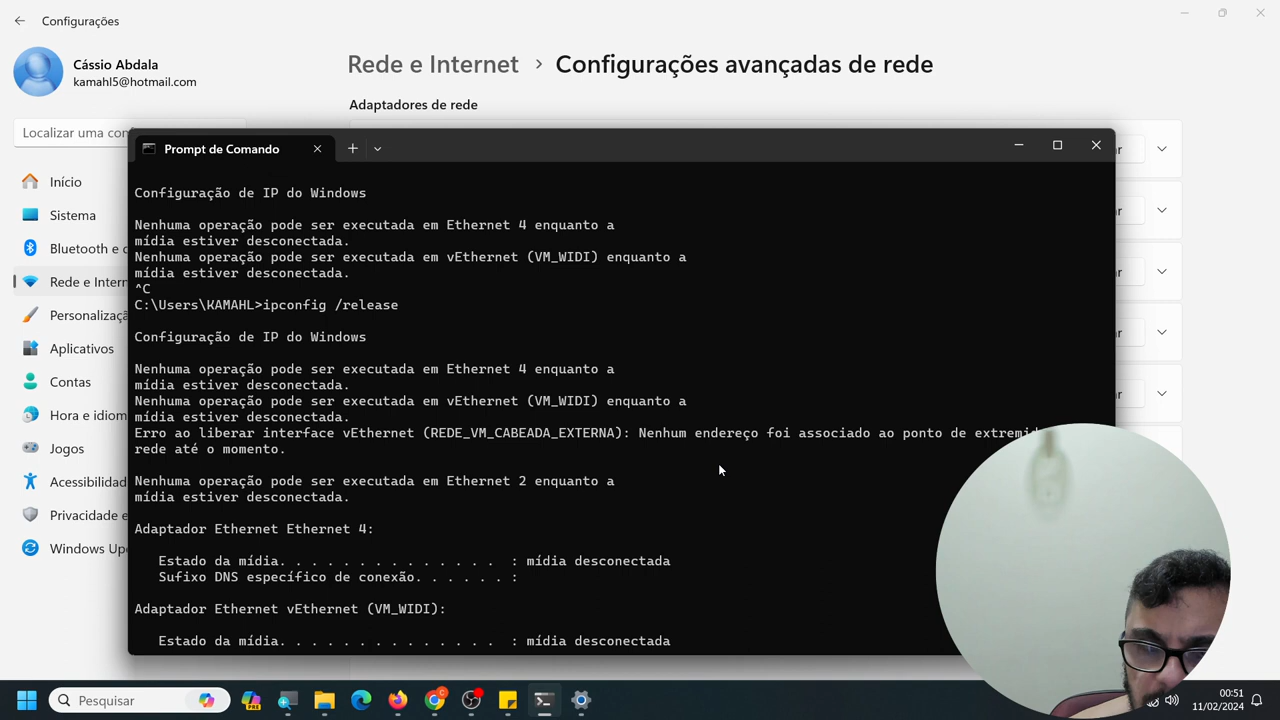 Configurações
Cássio Abdala
kamahl5@hotmail.com
Rede e Internet > Configurações avançadas de rede
Adaptadores de rede
Localizar uma conf
Início
Sistema
Bluetooth e
Rede e Intern
Personalizaçã
Aplicativos
Contas
Hora e idiom
Jogos
Acessibilidad
Privacidade e
Windows Up
Prompt de Comando
Configuração de IP do Windows
Nenhuma operação pode ser executada em Ethernet 4 enquanto a
mídia estiver desconectada.
Nenhuma operação pode ser executada em vEthernet (VM_WIDI) enquanto a
mídia estiver desconectada.
^C
C:\Users\KAMAHL>ipconfig /release
Configuração de IP do Windows
Nenhuma operação pode ser executada em Ethernet 4 enquanto a
mídia estiver desconectada.
Nenhuma operação pode ser executada em vEthernet (VM_WIDI) enquanto a
mídia estiver desconectada.
Erro ao liberar interface vEthernet (REDE_VM_CABEADA_EXTERNA): Nenhum endereço foi associado ao ponto de extremid
rede até o momento.
Nenhuma operação pode ser executada em Ethernet 2 enquanto a
mídia estiver desconectada.
Adaptador Ethernet Ethernet 4:
Estado da mídia. . . . . . . . . . . . . . : mídia desconectada
Sufixo DNS específico de conexão. . . . . . :
Adaptador Ethernet vEthernet (VM_WIDI):
Estado da mídia. . . . . . . . . . . . . . : mídia desconectada
Pesquisar
PRE
00:51
11/02/2024